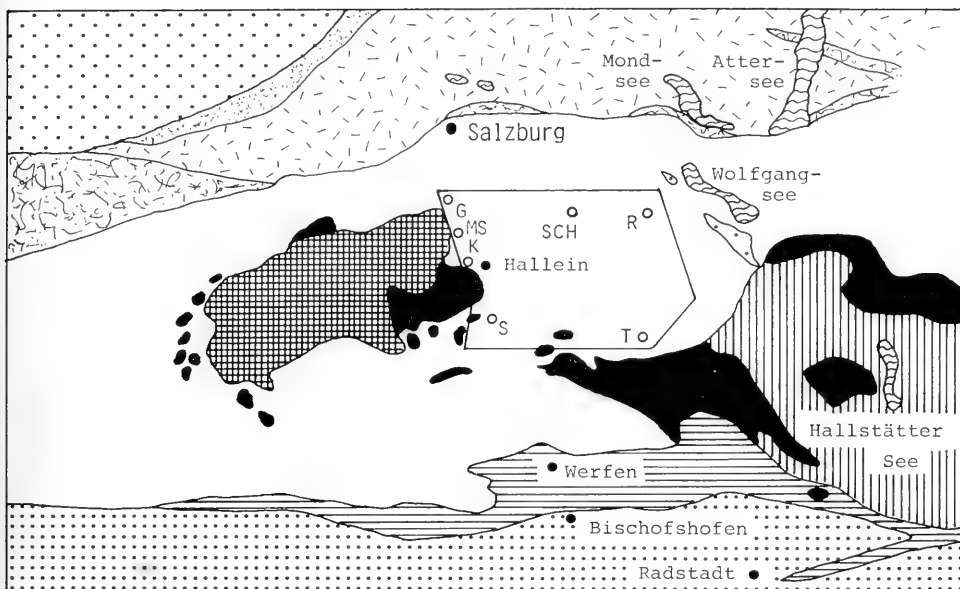 Mond-
see
Atter-
see
Salzburg
Wolfgang-
see
G
MS
K
SCH
R
Hallein
S
T
Hallstätter
See
Werfen
Bischofshofen
Radstadt